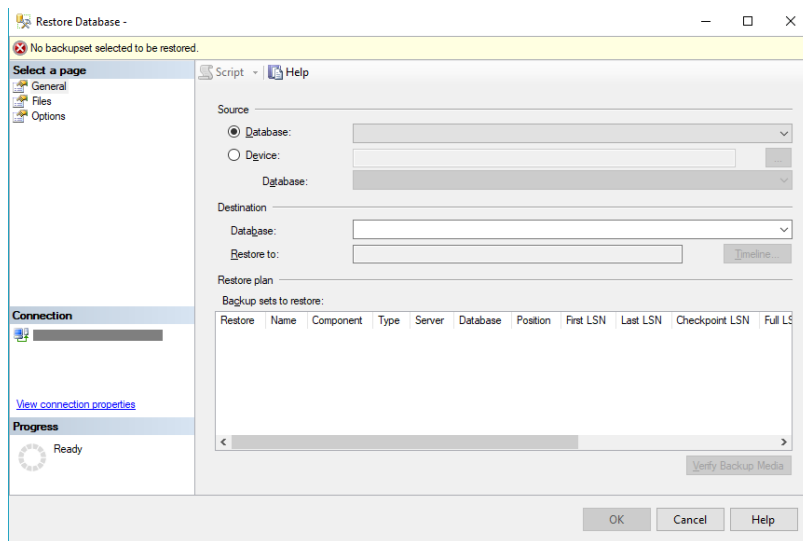 Restore Database -
No backupset selected to be restored.
Select a page
General
Files
Options
Script
Help
Source
Database:
Device:
...
Database:
Destination
Database:
Restore to:
Timeline...
Restore plan
Backup sets to restore:
Restore Name Component Type Server Database Position First LSN Last LSN Checkpoint LSN Full LS
Connection
View connection properties
Progress
Ready
Verify Backup Media
OK Cancel Help